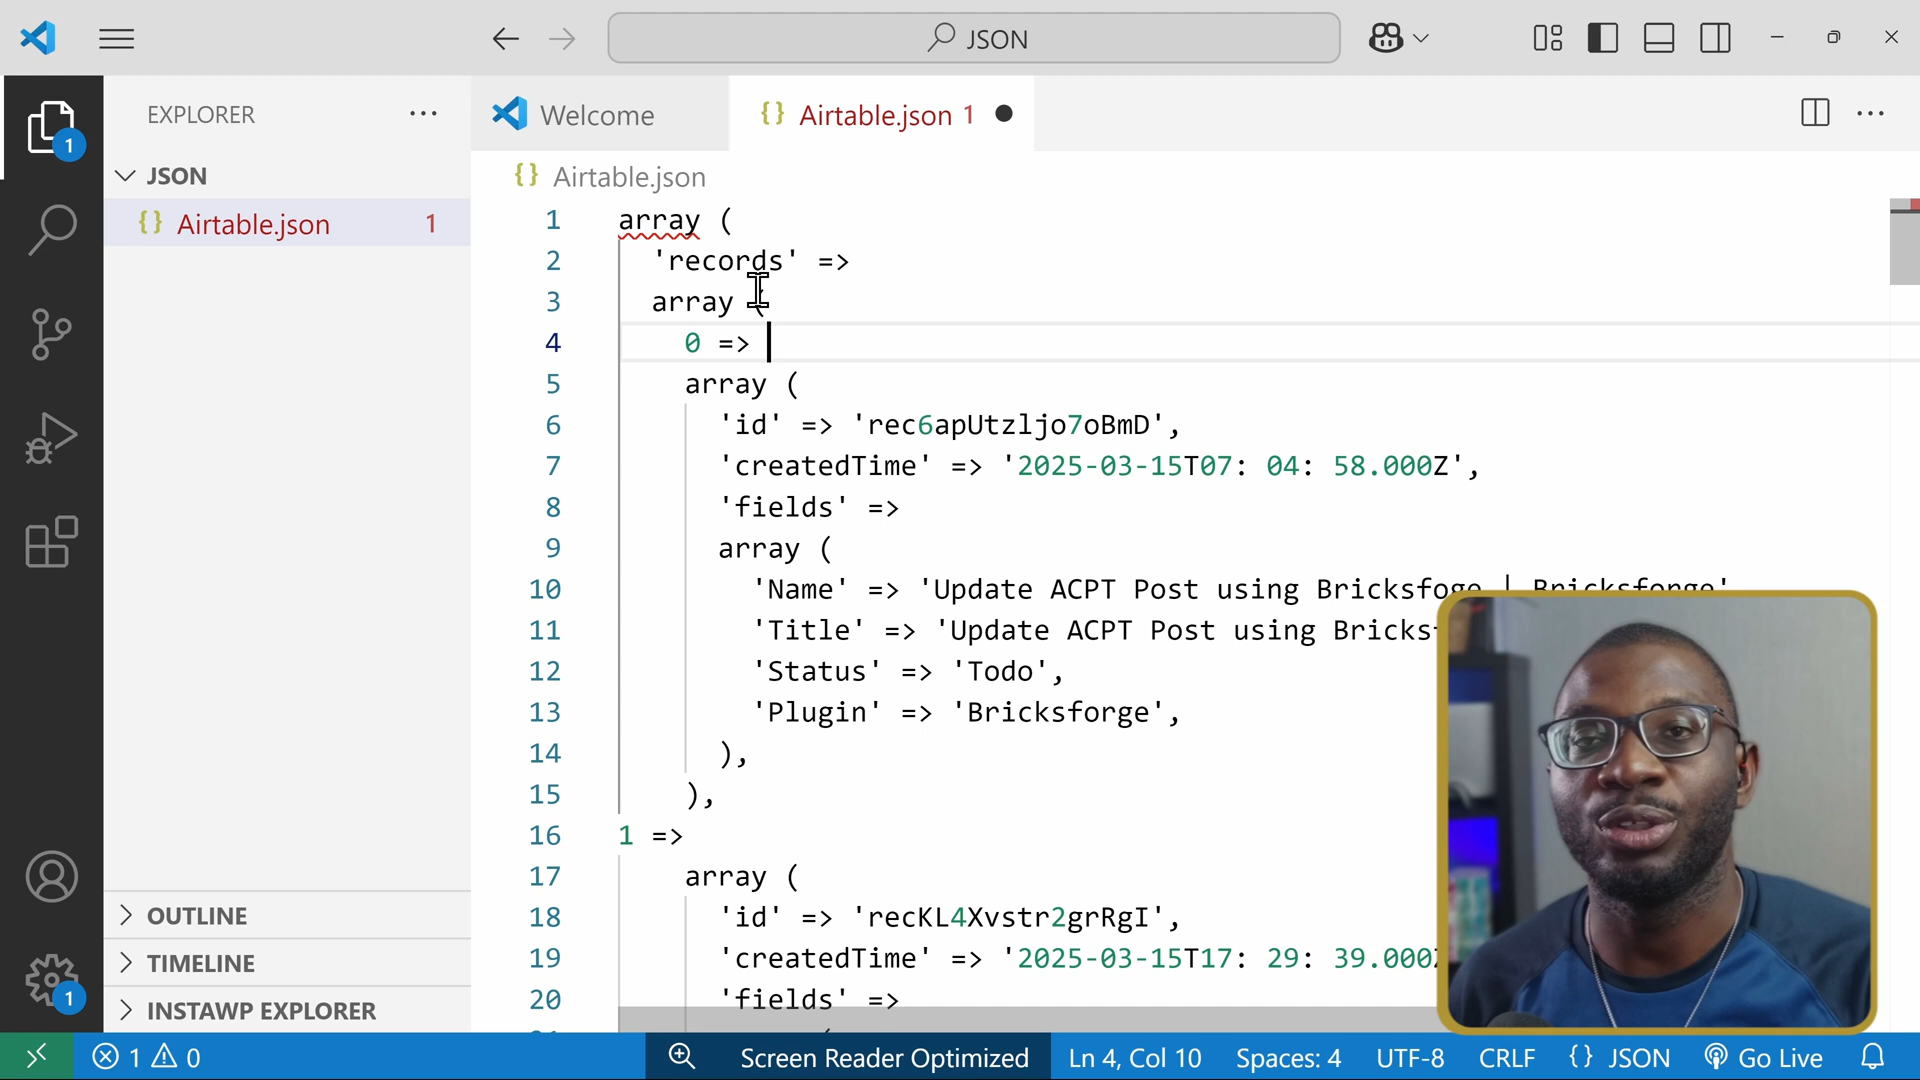 JSON
EXPLORER
Welcome
Airtable.json 1
JSON
Airtable.json 1
Airtable.json
1 array (
2 'records' =>
3 array (
4 0 =>
5 array (
6 'id' => 'rec6apUtzljo7oBmD',
7 'createdTime' => '2025-03-15T07: 04: 58.000Z',
8 'fields' =>
9 array (
10 'Name' => 'Update ACPT Post using Bricksfoge | Bricksforge'
11 'Title' => 'Update ACPT Post using Bricks
12 'Status' => 'Todo',
13 'Plugin' => 'Bricksforge',
14 ),
15 ),
16 1 =>
17 array (
18 'id' => 'recKL4Xvstr2grRgI',
19 'createdTime' => '2025-03-15T17: 29: 39.000
20 'fields' =>
1
1
OUTLINE
TIMELINE
INSTAWP EXPLORER
1 0
Screen Reader Optimized
Ln 4, Col 10
Spaces: 4
UTF-8
CRLF
{} JSON
Go Live